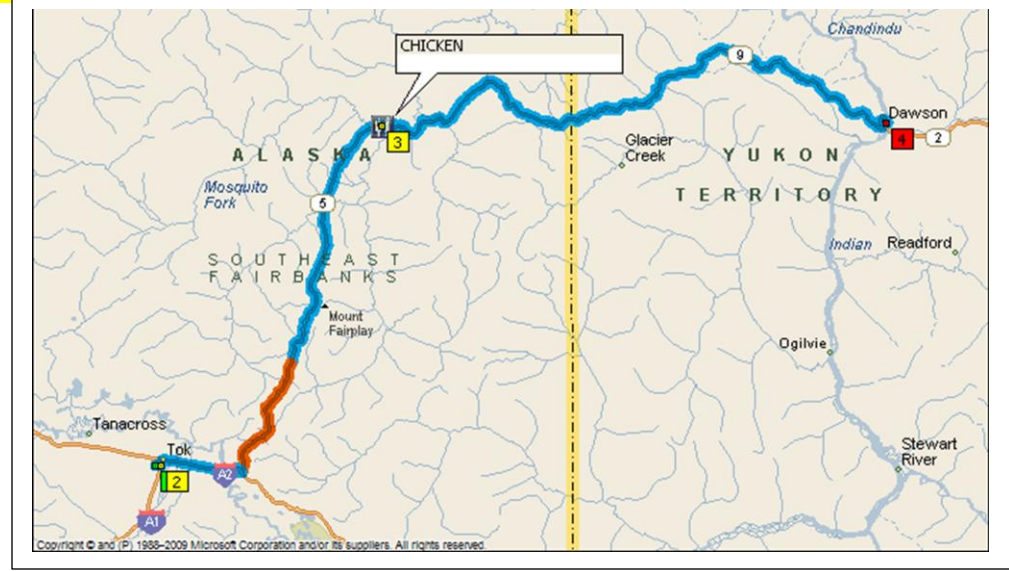 Chandindu
CHICKEN
9
Dawson
4
2
3
Glacier
Creek
ALASKA
YUKON
Mosquito
Fork
TERRITORY
5
Indian
Readford
SOUTHEAST
FAIRBANKS
Mount
Fairplay
Ogilvie
Tanacross
Tok
Stewart
River
A2
2
A1
Copyright © and (P) 1988–2009 Microsoft Corporation and/or its suppliers. All rights reserved.